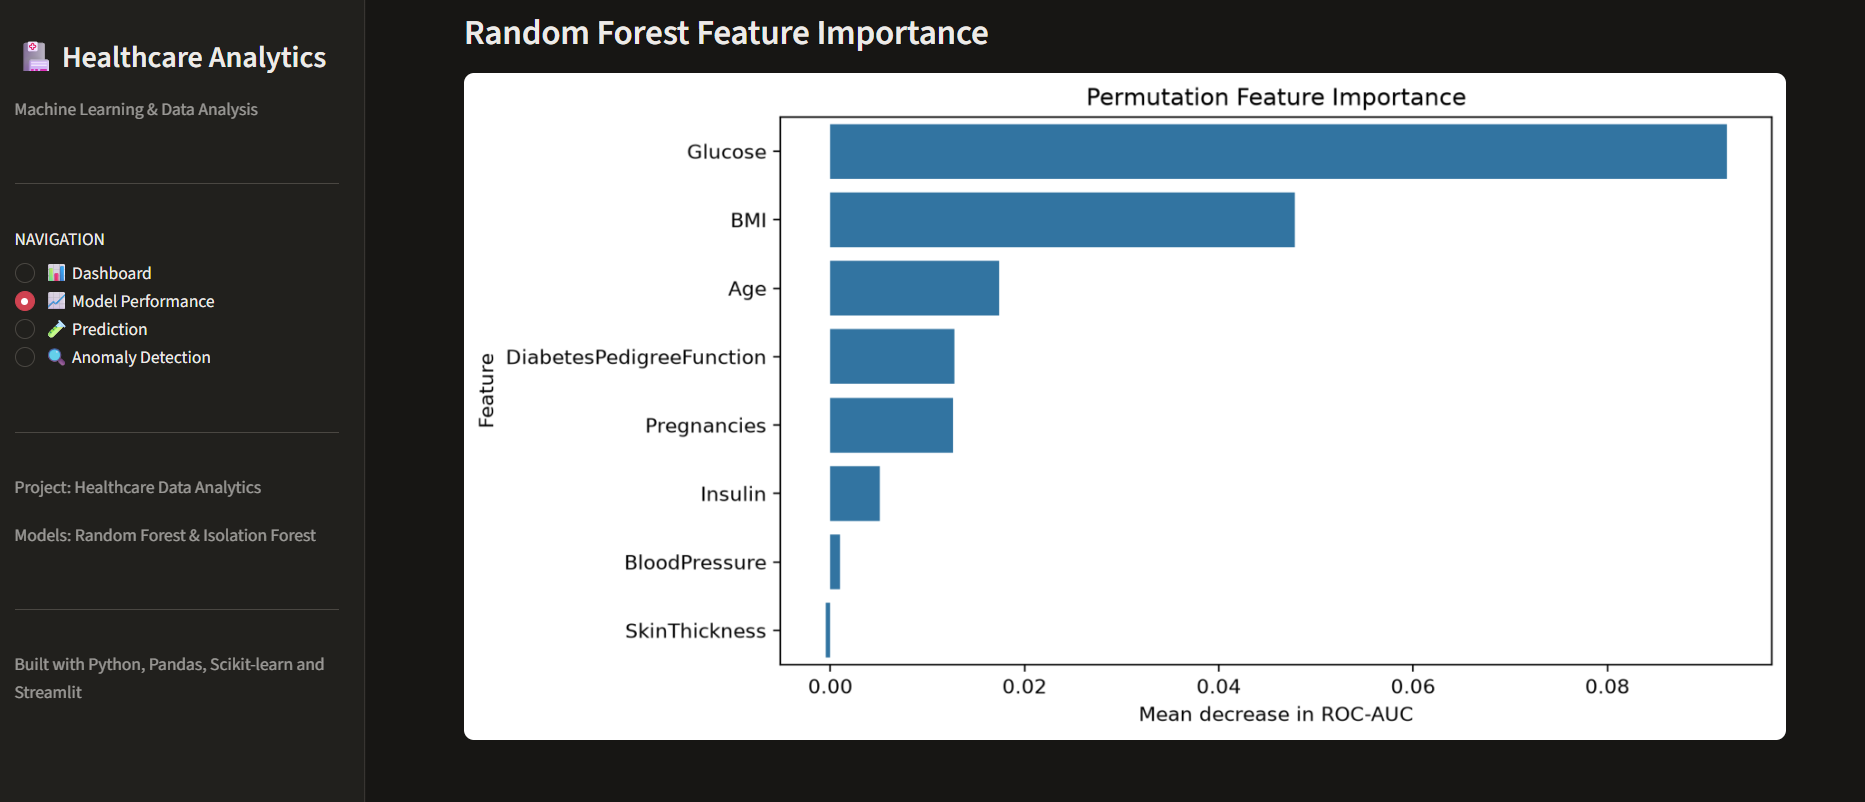 Healthcare Analytics
Machine Learning & Data Analysis
NAVIGATION
Dashboard
Model Performance
Prediction
Anomaly Detection
Project: Healthcare Data Analytics
Models: Random Forest & Isolation Forest
Built with Python, Pandas, Scikit-learn and
Streamlit
Random Forest Feature Importance
Permutation Feature Importance
Feature
Glucose
BMI
Age
DiabetesPedigreeFunction
Pregnancies
Insulin
BloodPressure
SkinThickness
0.00 0.02 0.04 0.06 0.08
Mean decrease in ROC-AUC